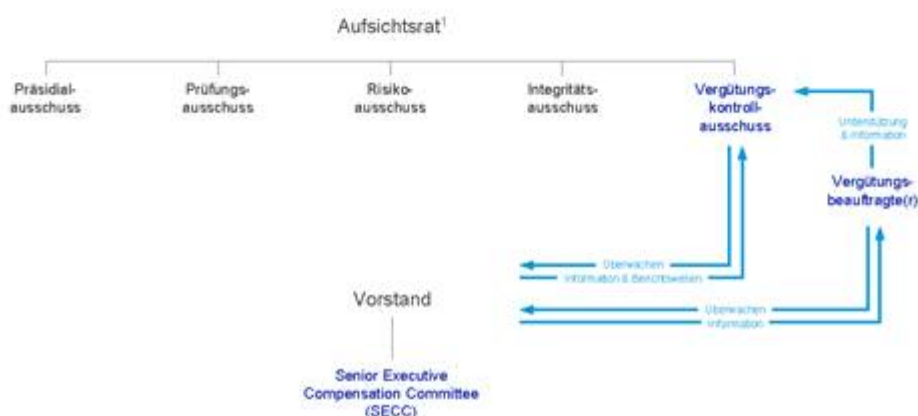 Aufsichtsrat¹
Präsidial-
ausschuss
Prüfungs-
ausschuss
Risiko-
ausschuss
Integritäts-
ausschuss
Vergütungs-
kontroll-
ausschuss
Unterstützung
& Information
Vergütungs-
beauftragte(r)
Überwachen
Information & Berichtswesen
Überwachen
Information
Vorstand
Senior Executive
Compensation Committee
(SECC)